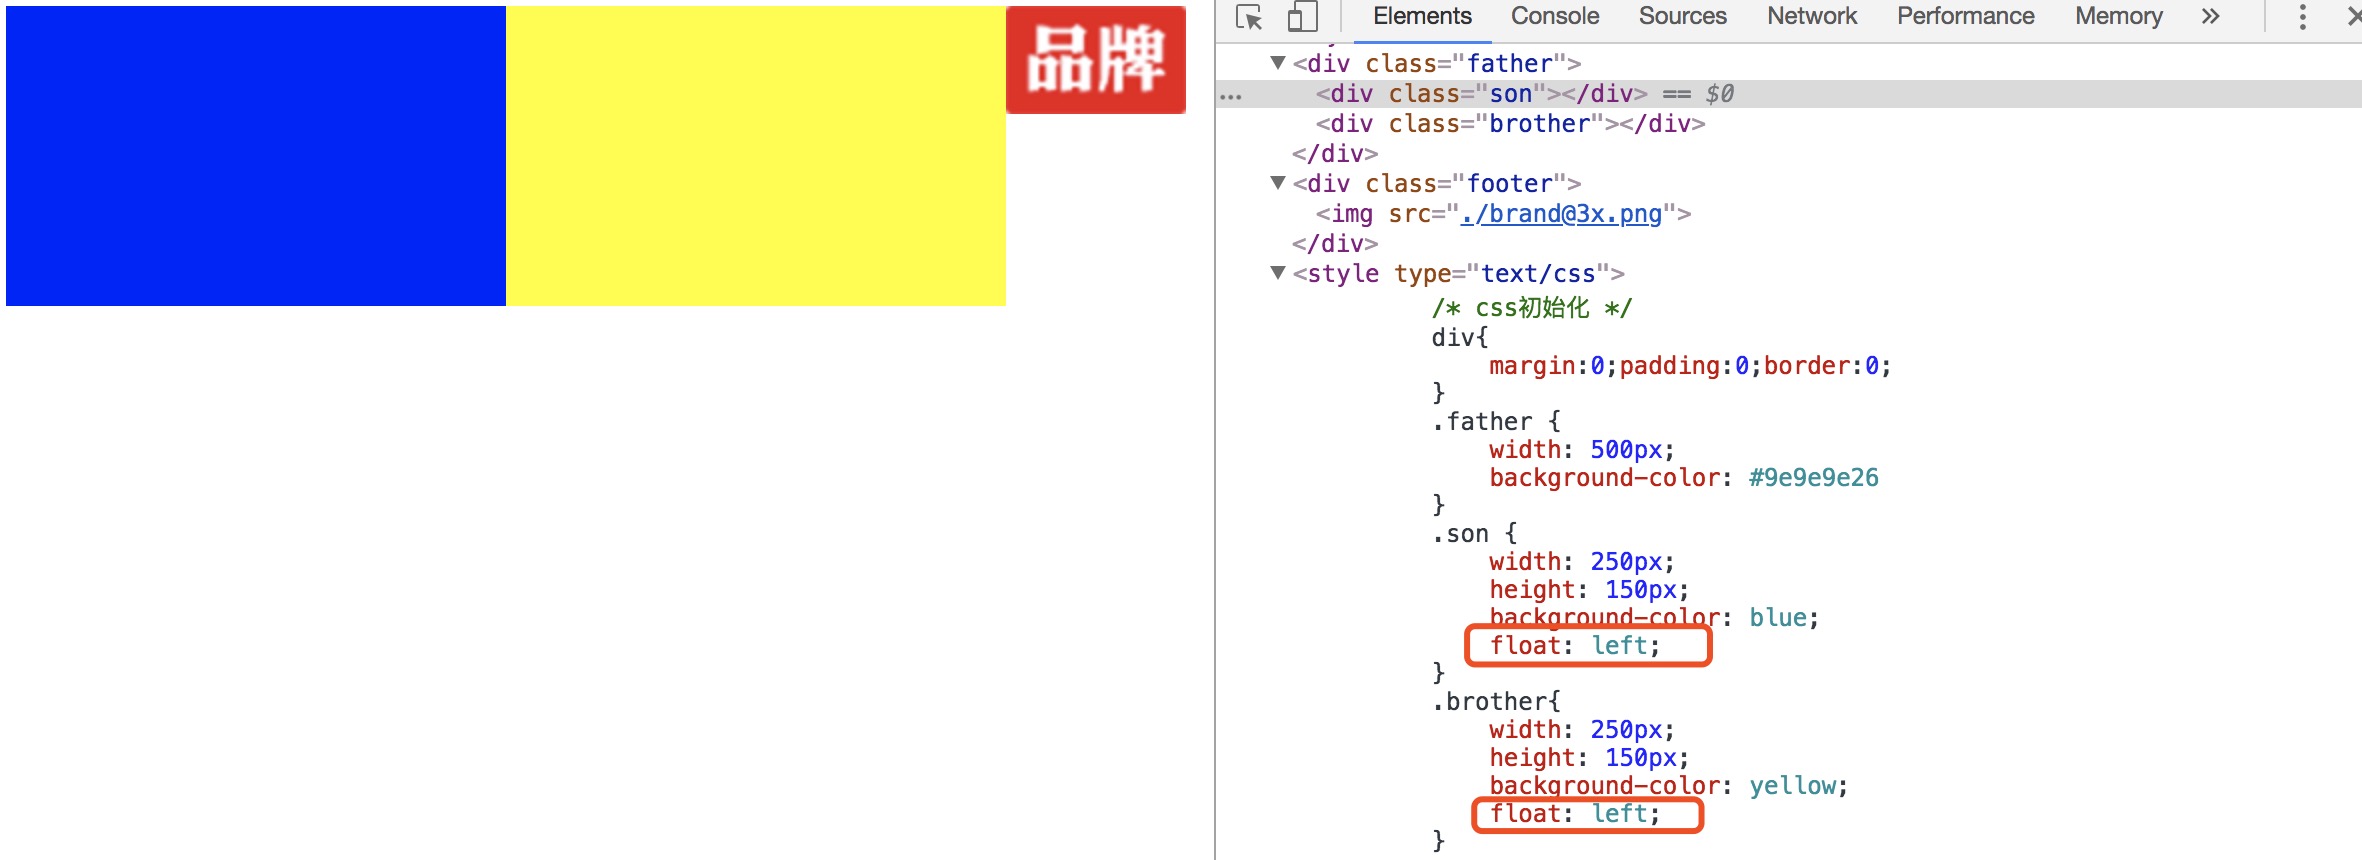 品牌
Elements Console Sources Network Performance Memory »
▼<div class="father">
… <div class="son"></div> == $0
<div class="brother"></div>
</div>
▼<div class="footer">
<img src="./brand@3x.png">
</div>
▼<style type="text/css">
/* css初始化 */
div{
margin:0;padding:0;border:0;
}
.father {
width: 500px;
background-color: #9e9e9e26
}
.son {
width: 250px;
height: 150px;
background-color: blue;
float: left;
}
.brother{
width: 250px;
height: 150px;
background-color: yellow;
float: left;
}